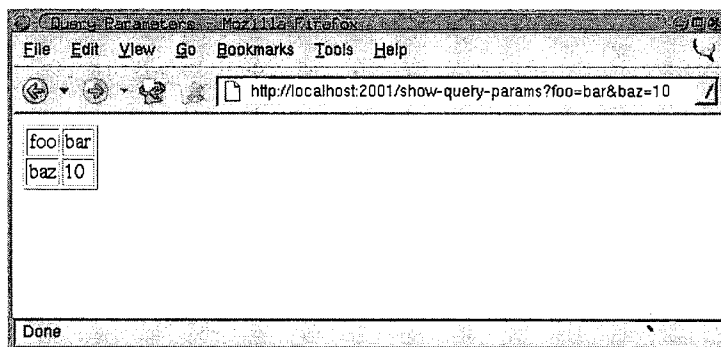 Query Parameters - Mozilla Firefox
File Edit View Go Bookmarks Tools Help
http://localhost:2001/show-query-params?foo=bar&baz=10
foo bar
baz 10
Done